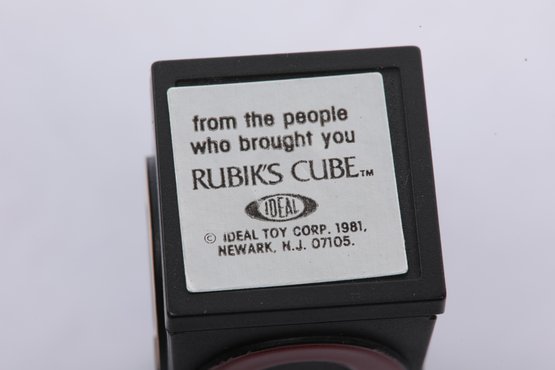 from the people
who brought you
RUBIK'S CUBE™
IDEAL
© IDEAL TOY CORP. 1981,
NEWARK, N.J. 07105.